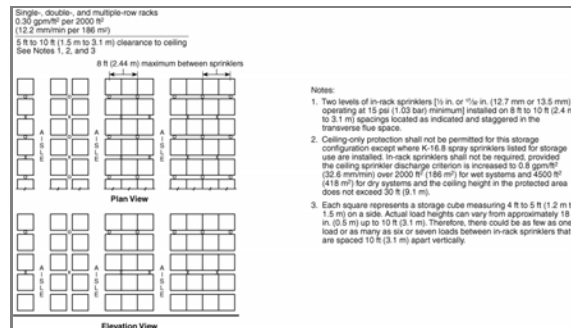 Single-, double-, and multiple-row racks
0.30 gpm/ft² per 2000 ft²
(12.2 mm/min per 186 m²)
5 ft to 10 ft (1.5 m to 3.1 m) clearance to ceiling
See Notes 1, 2, and 3
8 ft (2.44 m) maximum between sprinklers
AISLE
AISLE
AISLE
Plan View
AISLE
AISLE
AISLE
Elevation View
Notes:
1. Two levels of in-rack sprinklers [½ in. or 17/32 in. (12.7 mm or 13.5 mm)
operating at 15 psi (1.03 bar) minimum] installed on 8 ft to 10 ft (2.4 m
to 3.1 m) spacings located as indicated and staggered in the
transverse flue space.
2. Ceiling-only protection shall not be permitted for this storage
configuration except where K-16.8 spray sprinklers listed for storage
use are installed. In-rack sprinklers shall not be required, provided
the ceiling sprinkler discharge criterion is increased to 0.8 gpm/ft²
(32.6 mm/min) over 2000 ft² (186 m²) for wet systems and 4500 ft²
(418 m²) for dry systems and the ceiling height in the protected area
does not exceed 30 ft (9.1 m).
3. Each square represents a storage cube measuring 4 ft to 5 ft (1.2 m t
1.5 m) on a side. Actual load heights can vary from approximately 18
in. (0.5 m) up to 10 ft (3.1 m). Therefore, there could be as few as one
load or as many as six or seven loads between in-rack sprinklers that
are spaced 10 ft (3.1 m) apart vertically.